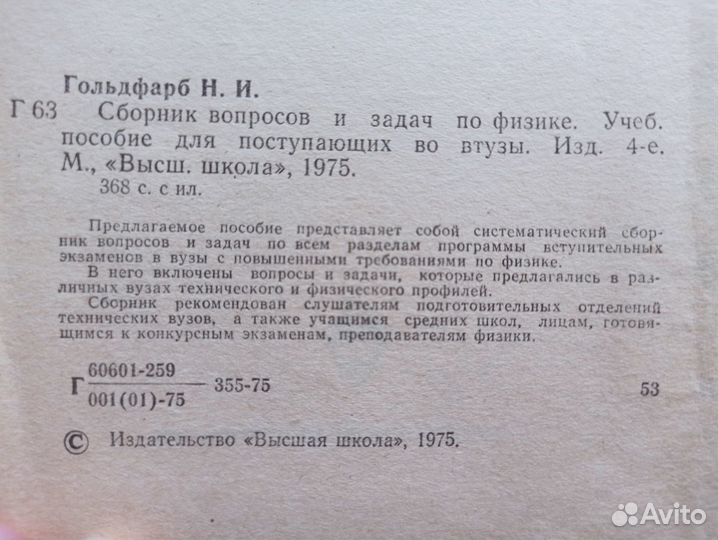 Гольдфарб Н. И.
Г 63 Сборник вопросов и задач по физике. Учеб.
пособие для поступающих во втузы. Изд. 4-е.
М., «Высш. школа», 1975.
368 с. с ил.
Предлагаемое пособие представляет собой систематический сбор-
ник вопросов и задач по всем разделам программы вступительных
экзаменов в вузы с повышенными требованиями по физике.
В него включены вопросы и задачи, которые предлагались в раз-
личных вузах технического и физического профилей.
Сборник рекомендован слушателям подготовительных отделений
технических вузов, а также учащимся средних школ, лицам, готовя-
щимся к конкурсным экзаменам, преподавателям физики.
60601-259
Г 355-75 53
001(01)-75
© Издательство «Высшая школа», 1975.
Avito